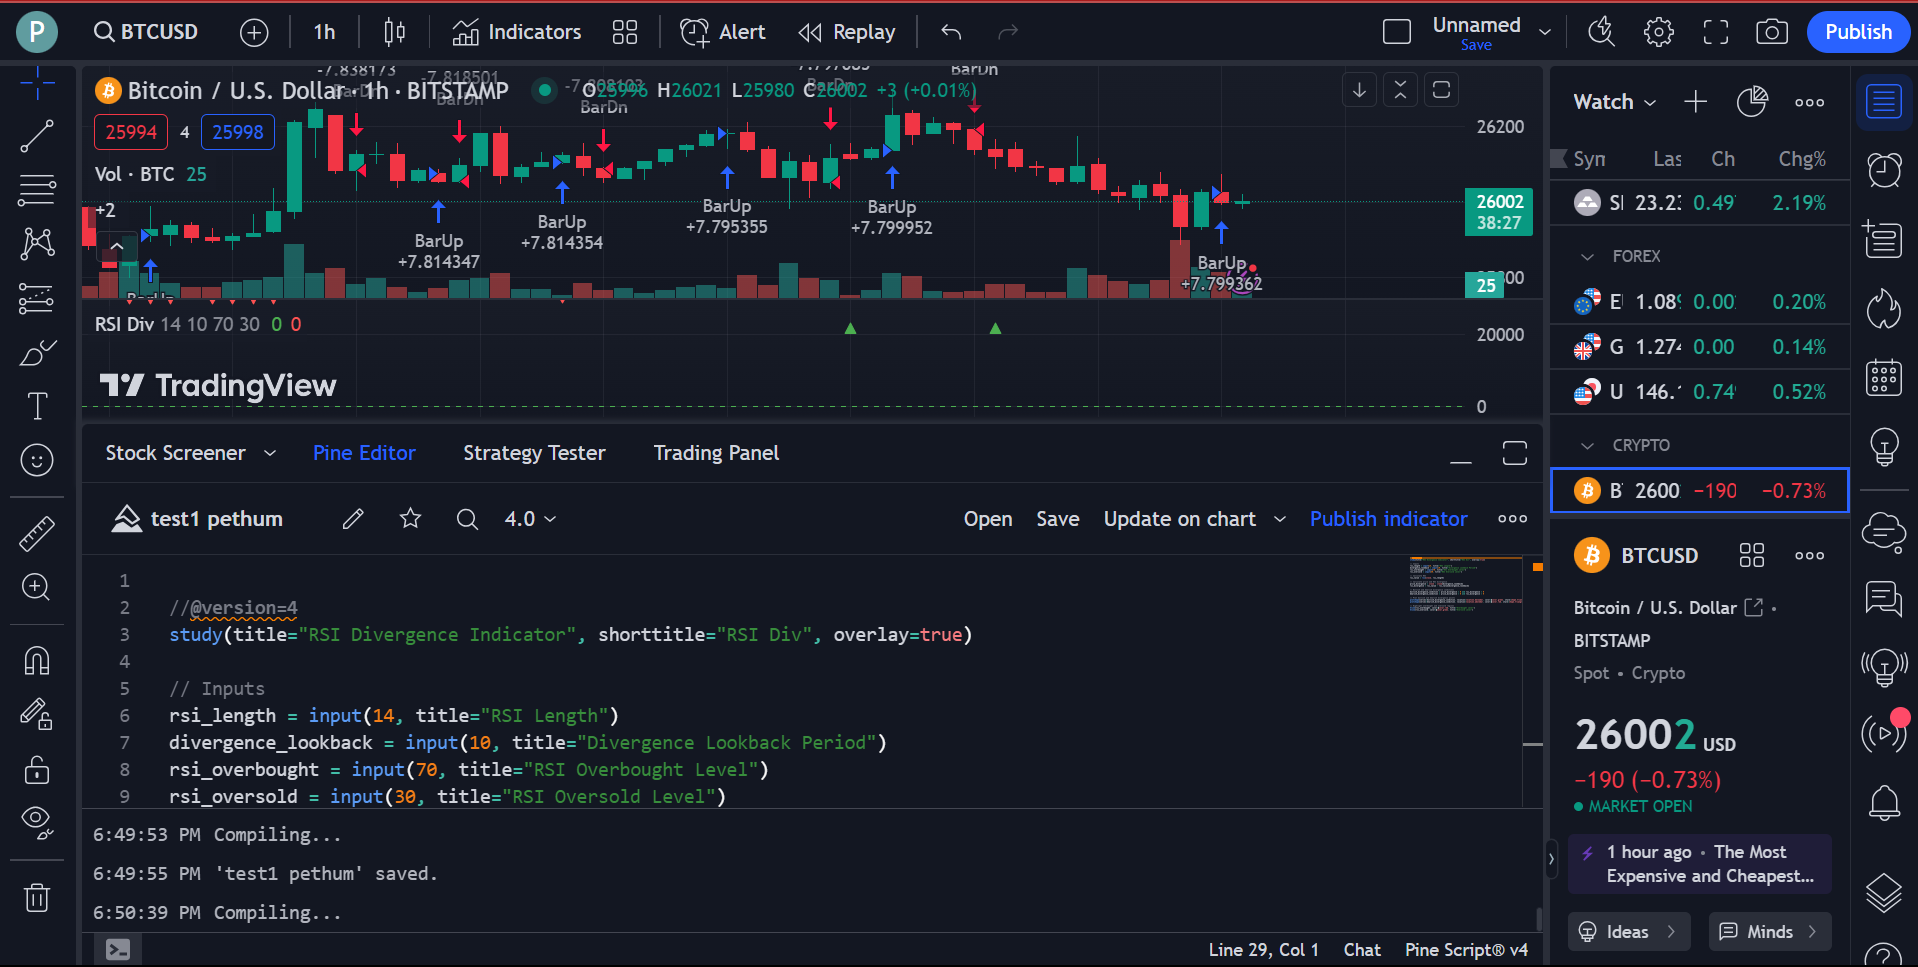 P
BTCUSD
1h
Indicators
Alert
Replay
Unnamed
Save
Publish
Bitcoin / U.S. Dollar · 1h · BITSTAMP
O25996 H26021 L25980 C26002 +3 (+0.01%)
-7.838173
-7.818501
BarDn
BarDn
BarDn
BarDn
25994 4 25998
Vol · BTC 25
+2
BarUp
+7.814347
BarUp
+7.814354
BarUp
+7.795355
BarUp
+7.799952
BarUp
+7.799362
26200
26002
38:27
25
RSI Div 14 10 70 30 0 0
20000
0
TradingView
Stock Screener
Pine Editor
Strategy Tester
Trading Panel
test1 pethum
4.0
Open
Save
Update on chart
Publish indicator
1
2 //@version=4
3 study(title="RSI Divergence Indicator", shorttitle="RSI Div", overlay=true)
4
5 // Inputs
6 rsi_length = input(14, title="RSI Length")
7 divergence_lookback = input(10, title="Divergence Lookback Period")
8 rsi_overbought = input(70, title="RSI Overbought Level")
9 rsi_oversold = input(30, title="RSI Oversold Level")
6:49:53 PM Compiling...
6:49:55 PM 'test1 pethum' saved.
6:50:39 PM Compiling...
Line 29, Col 1
Chat
Pine Script® v4
Watch
Syn Las Ch Chg%
SI 23.23 0.49 2.19%
FOREX
E 1.08 0.00 0.20%
G 1.27 0.00 0.14%
U 146. 0.74 0.52%
CRYPTO
B 2600 −190 −0.73%
BTCUSD
Bitcoin / U.S. Dollar
BITSTAMP
Spot • Crypto
26002 USD
−190 (−0.73%)
MARKET OPEN
1 hour ago • The Most
Expensive and Cheapest...
Ideas
Minds